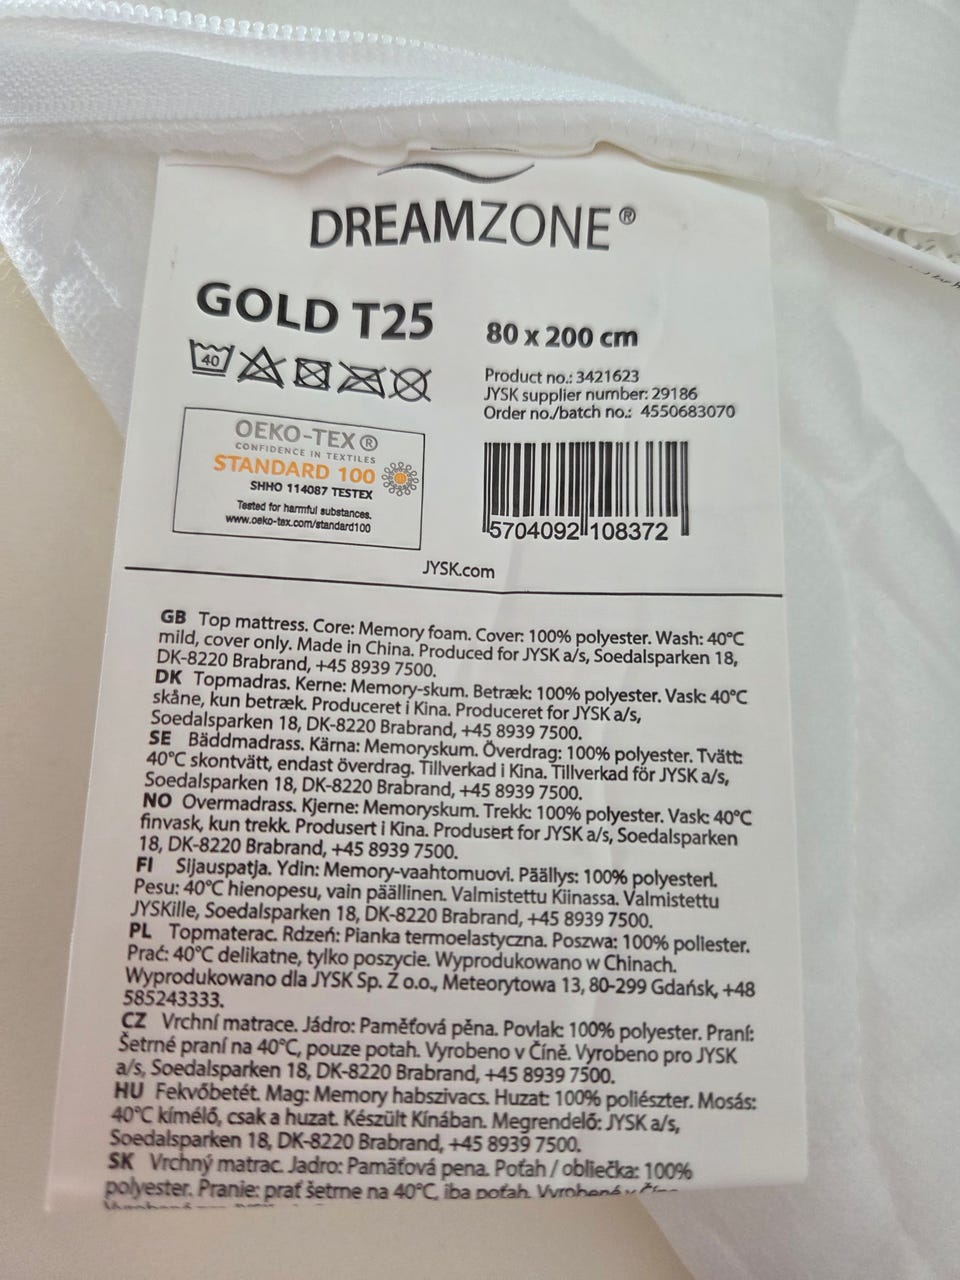 DREAMZONE®
GOLD T25
80 x 200 cm
40
Product no.: 3421623
JYSK supplier number: 29186
Order no./batch no.: 4550683070
OEKO-TEX®
CONFIDENCE IN TEXTILES
STANDARD 100
SHHO 114087 TESTEX
Tested for harmful substances.
www.oeko-tex.com/standard100
5704092108372
JYSK.com
GB Top mattress. Core: Memory foam. Cover: 100% polyester. Wash: 40°C
mild, cover only. Made in China. Produced for JYSK a/s, Soedalsparken 18,
DK-8220 Brabrand, +45 8939 7500.
DK Topmadras. Kerne: Memory-skum. Betræk: 100% polyester. Vask: 40°C
skåne, kun betræk. Produceret i Kina. Produceret for JYSK a/s,
Soedalsparken 18, DK-8220 Brabrand, +45 8939 7500.
SE Bäddmadrass. Kärna: Memoryskum. Överdrag: 100% polyester. Tvätt:
40°C skontvätt, endast överdrag. Tillverkad i Kina. Tillverkad för JYSK a/s,
Soedalsparken 18, DK-8220 Brabrand, +45 8939 7500.
NO Overmadrass. Kjerne: Memoryskum. Trekk: 100% polyester. Vask: 40°C
finvask, kun trekk. Produsert i Kina. Produsert for JYSK a/s, Soedalsparken
18, DK-8220 Brabrand, +45 8939 7500.
FI Sijauspatja. Ydin: Memory-vaahtomuovi. Päällys: 100% polyesteri.
Pesu: 40°C hienopesu, vain päällinen. Valmistettu Kiinassa. Valmistettu
JYSKille, Soedalsparken 18, DK-8220 Brabrand, +45 8939 7500.
PL Topmaterac. Rdzeń: Pianka termoelastyczna. Poszwa: 100% poliester.
Prać: 40°C delikatne, tylko poszycie. Wyprodukowano w Chinach.
Wyprodukowano dla JYSK Sp. Z o.o., Meteorytowa 13, 80-299 Gdańsk, +48
585243333.
CZ Vrchní matrace. Jádro: Paměťová pěna. Povlak: 100% polyester. Praní:
Šetrné praní na 40°C, pouze potah. Vyrobeno v Číně. Vyrobeno pro JYSK
a/s, Soedalsparken 18, DK-8220 Brabrand, +45 8939 7500.
HU Fekvőbetét. Mag: Memory habszivacs. Huzat: 100% poliészter. Mosás:
40°C kímélő, csak a huzat. Készült Kínában. Megrendelő: JYSK a/s,
Soedalsparken 18, DK-8220 Brabrand, +45 8939 7500.
SK Vrchný matrac. Jadro: Pamäťová pena. Poťah / obliečka: 100%
polyester. Pranie: prať šetrne na 40°C, iba poťah. Vyrobené v